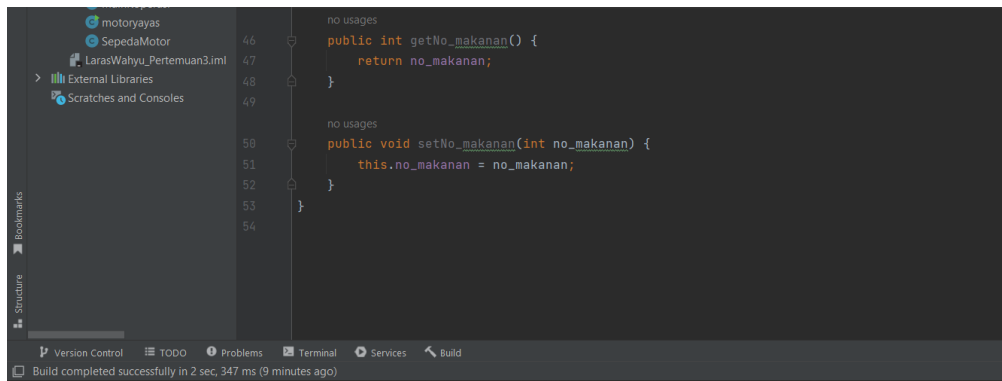 motoryayas
SepedaMotor
LarasWahyu_Pertemuan3.iml
External Libraries
Scratches and Consoles
no usages
46 public int getNo_makanan() {
47 return no_makanan;
48 }
49
no usages
50 public void setNo_makanan(int no_makanan) {
51 this.no_makanan = no_makanan;
52 }
53 }
54
Bookmarks
Structure
Version Control TODO Problems Terminal Services Build
Build completed successfully in 2 sec, 347 ms (9 minutes ago)